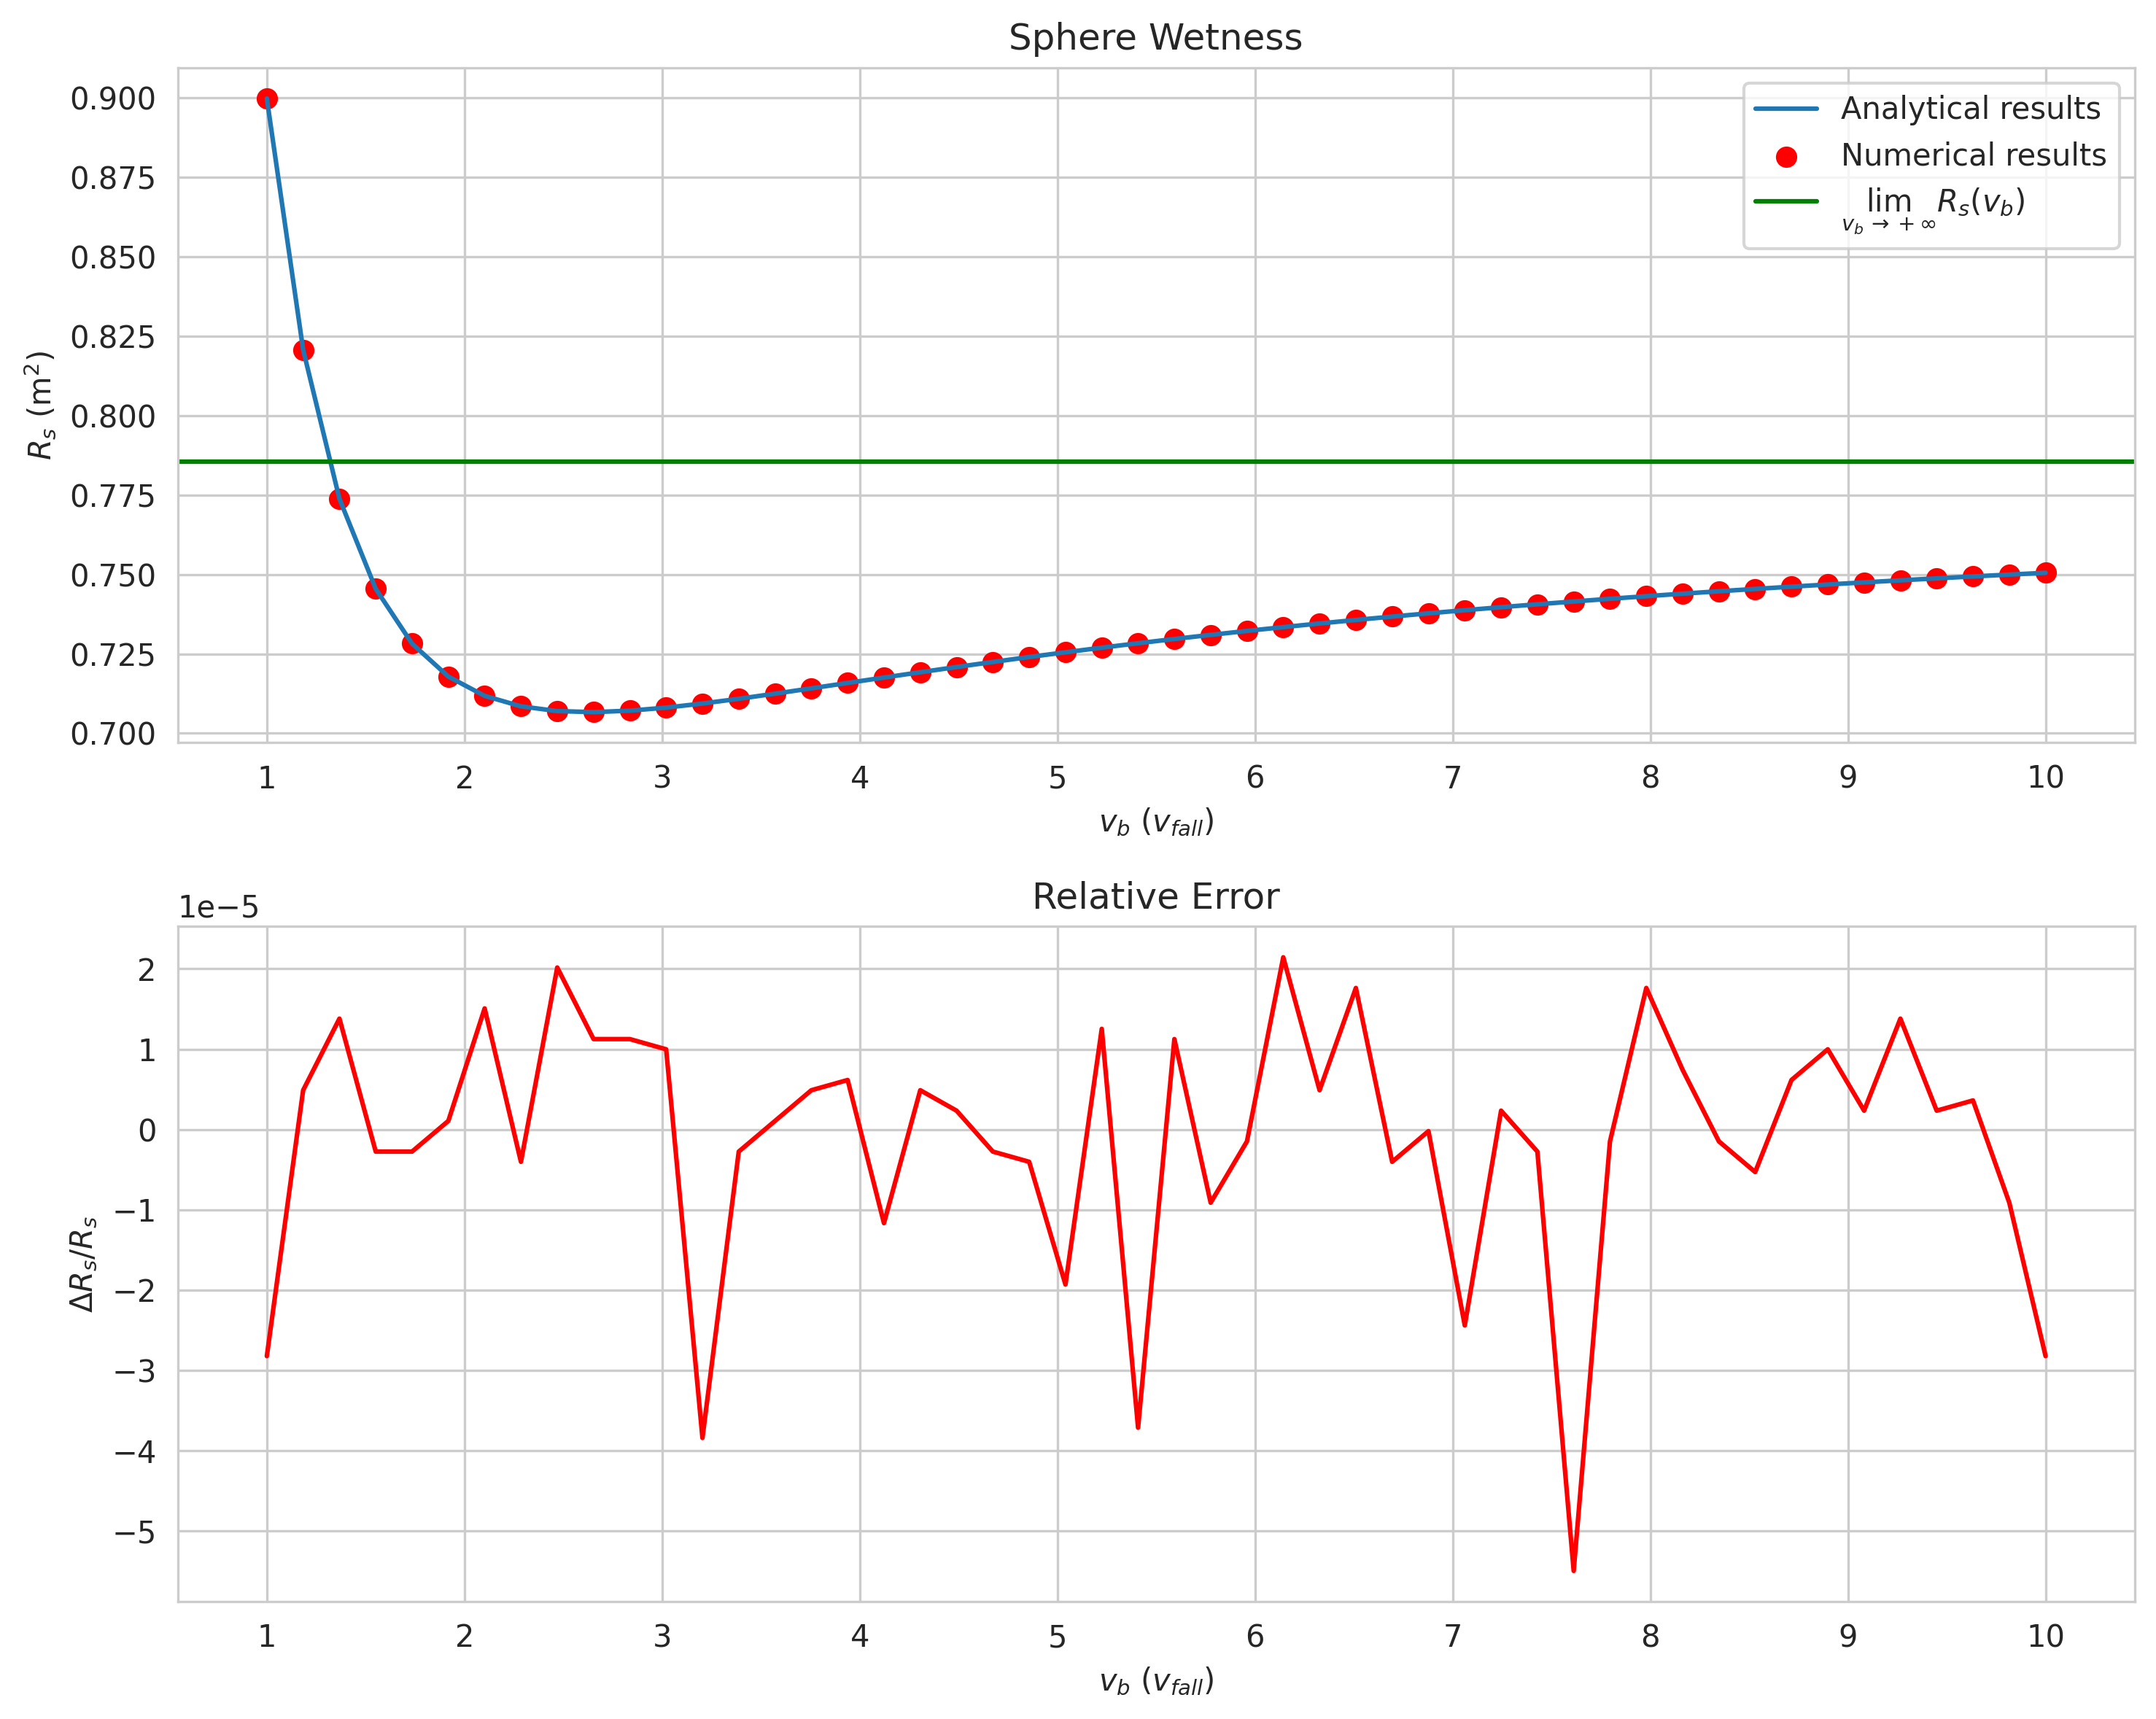 Sphere Wetness
0.900
0.875
0.850
0.825
0.800
0.775
0.750
0.725
0.700
R_s (m²)
Analytical results
Numerical results
lim R_s(v_b)
v_b → + ∞
1 2 3 4 5 6 7 8 9 10
v_b (v_fall)
Relative Error
1e−5
2
1
0
−1
−2
−3
−4
−5
ΔR_s/R_s
1 2 3 4 5 6 7 8 9 10
v_b (v_fall)